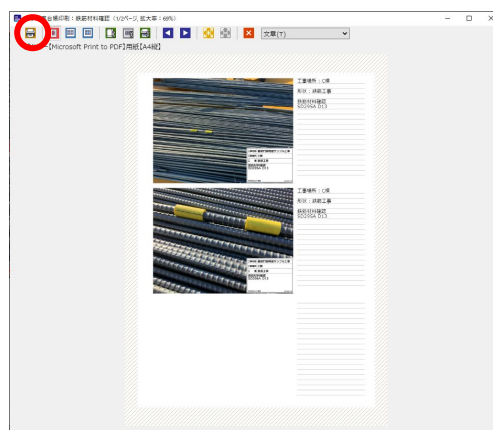 真台帳印刷：鉄筋材料確認（1/2ページ, 拡大率：69%）
文章(T)
【Microsoft Print to PDF】用紙【A4縦】
工事場所：C棟
形状：鉄筋工事
鉄筋材料確認
SD295A D13
工事場所：C棟
形状：鉄筋工事
鉄筋材料確認
SD295A D13